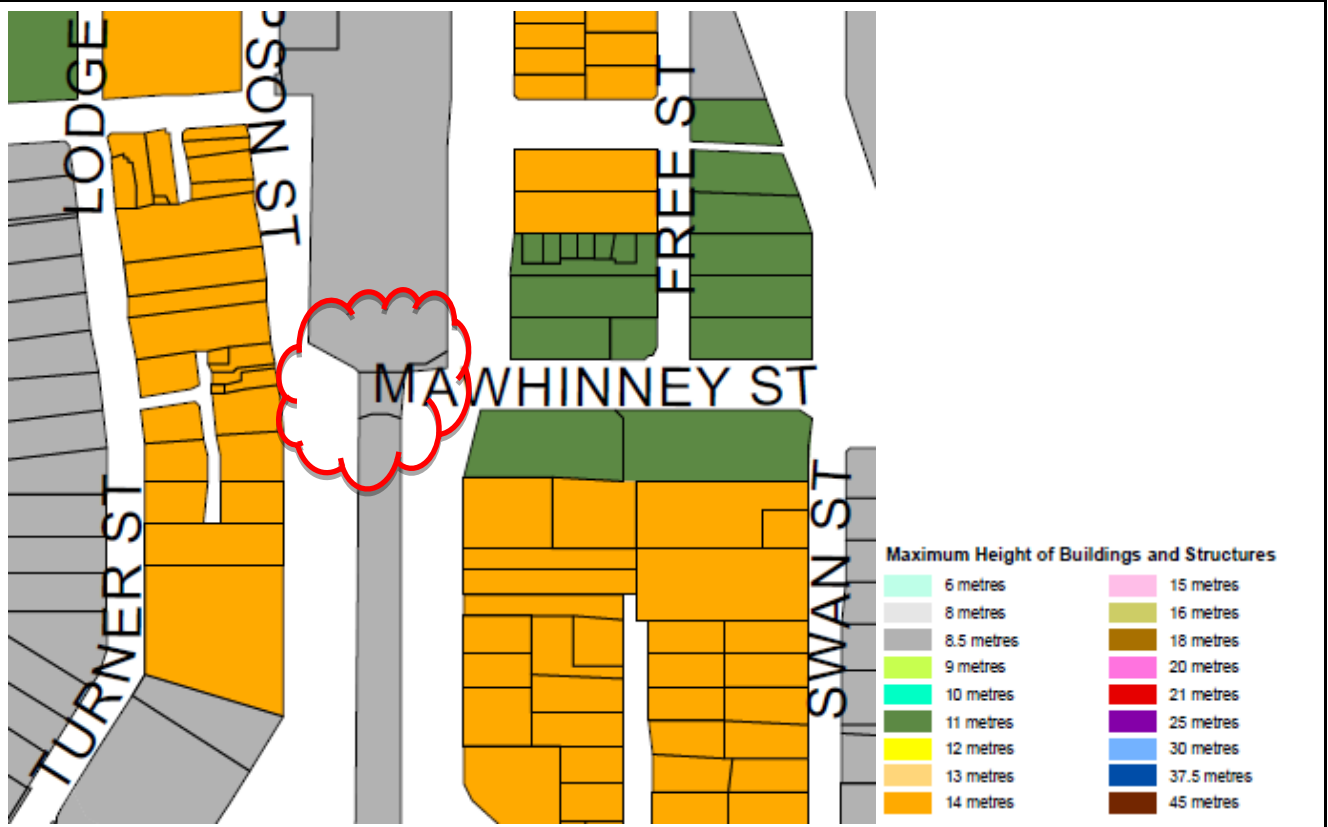 LODGE
SON ST
FREE ST
MAWHINNEY ST
TURNER ST
SWAN ST
Maximum Height of Buildings and Structures
6 metres
8 metres
8.5 metres
9 metres
10 metres
11 metres
12 metres
13 metres
14 metres
15 metres
16 metres
18 metres
20 metres
21 metres
25 metres
30 metres
37.5 metres
45 metres